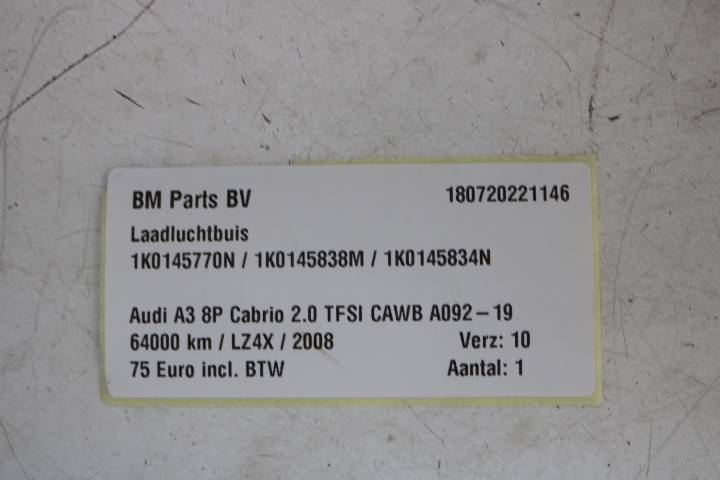 BM Parts BV 180720221146
Laadluchtbuis
1K0145770N / 1K0145838M / 1K0145834N
Audi A3 8P Cabrio 2.0 TFSI CAWB A092-19
64000 km / LZ4X / 2008 Verz: 10
75 Euro incl. BTW Aantal: 1